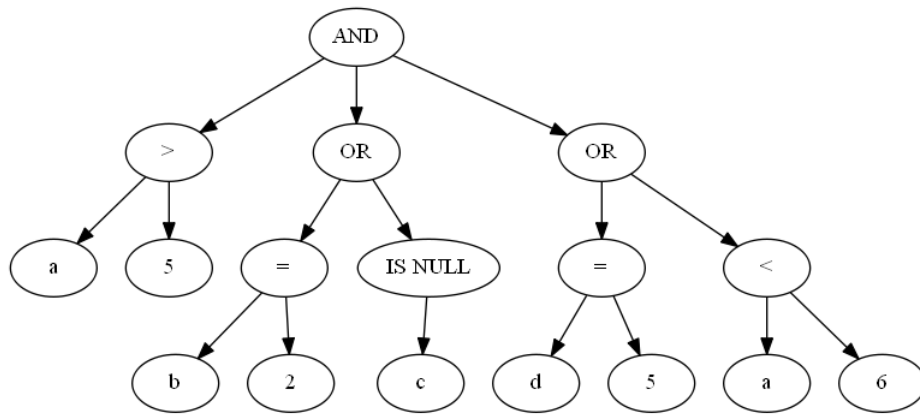 AND
> OR OR
a 5 = IS NULL = <
b 2 c d 5 a 6